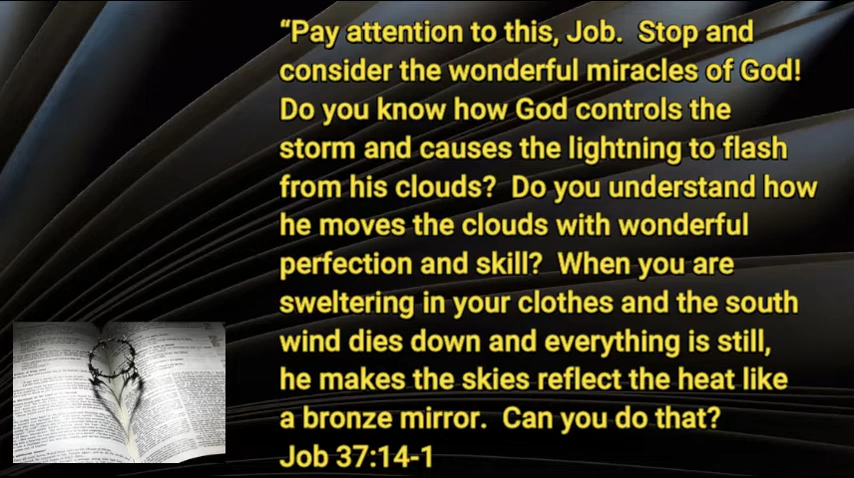 “Pay attention to this, Job.  Stop and
consider the wonderful miracles of God!
Do you know how God controls the
storm and causes the lightning to flash
from his clouds?  Do you understand how
he moves the clouds with wonderful
perfection and skill?  When you are
sweltering in your clothes and the south
wind dies down and everything is still,
he makes the skies reflect the heat like
a bronze mirror.  Can you do that?
Job 37:14-1